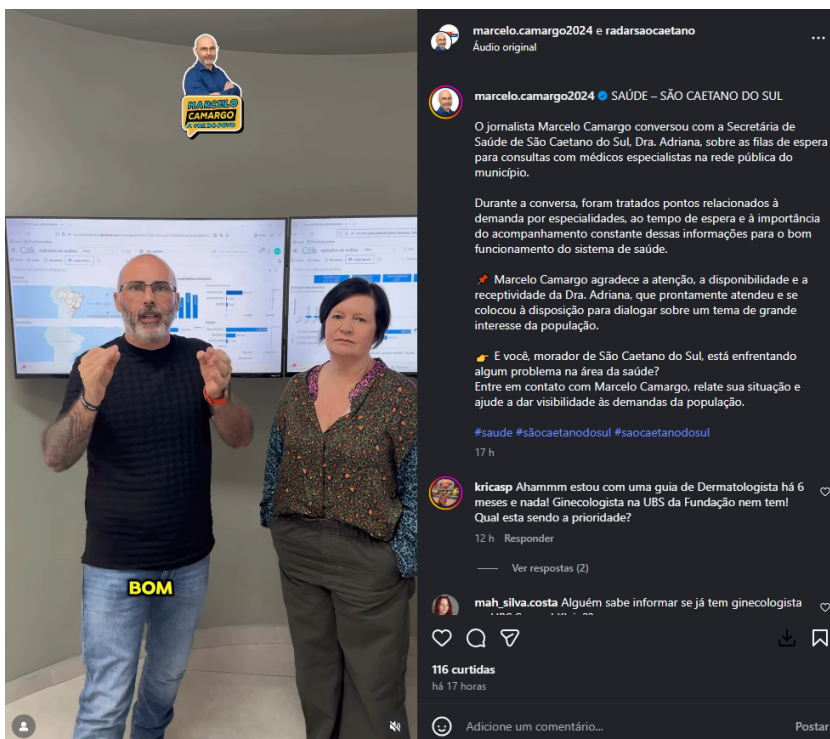 MARCELO
CAMARGO
A VOZ DO POVO
Qlik
BOM
marcelo.camargo2024 e radarsaocaetano
Áudio original
marcelo.camargo2024 SAÚDE – SÃO CAETANO DO SUL
O jornalista Marcelo Camargo conversou com a Secretária de
Saúde de São Caetano do Sul, Dra. Adriana, sobre as filas de espera
para consultas com médicos especialistas na rede pública do
município.
Durante a conversa, foram tratados pontos relacionados à
demanda por especialidades, ao tempo de espera e à importância
do acompanhamento constante dessas informações para o bom
funcionamento do sistema de saúde.
📌 Marcelo Camargo agradece a atenção, a disponibilidade e a
receptividade da Dra. Adriana, que prontamente atendeu e se
colocou à disposição para dialogar sobre um tema de grande
interesse da população.
👉 E você, morador de São Caetano do Sul, está enfrentando
algum problema na área da saúde?
Entre em contato com Marcelo Camargo, relate sua situação e
ajude a dar visibilidade às demandas da população.
#saude #sãocaetanodosul #saocaetanodosul
17 h
kricasp Ahammm estou com uma guia de Dermatologista há 6
meses e nada! Ginecologista na UBS da Fundação nem tem!
Qual esta sendo a prioridade?
12 h Responder
Ver respostas (2)
mah_silva.costa Alguém sabe informar se já tem ginecologista
116 curtidas
há 17 horas
Adicione um comentário...
Postar